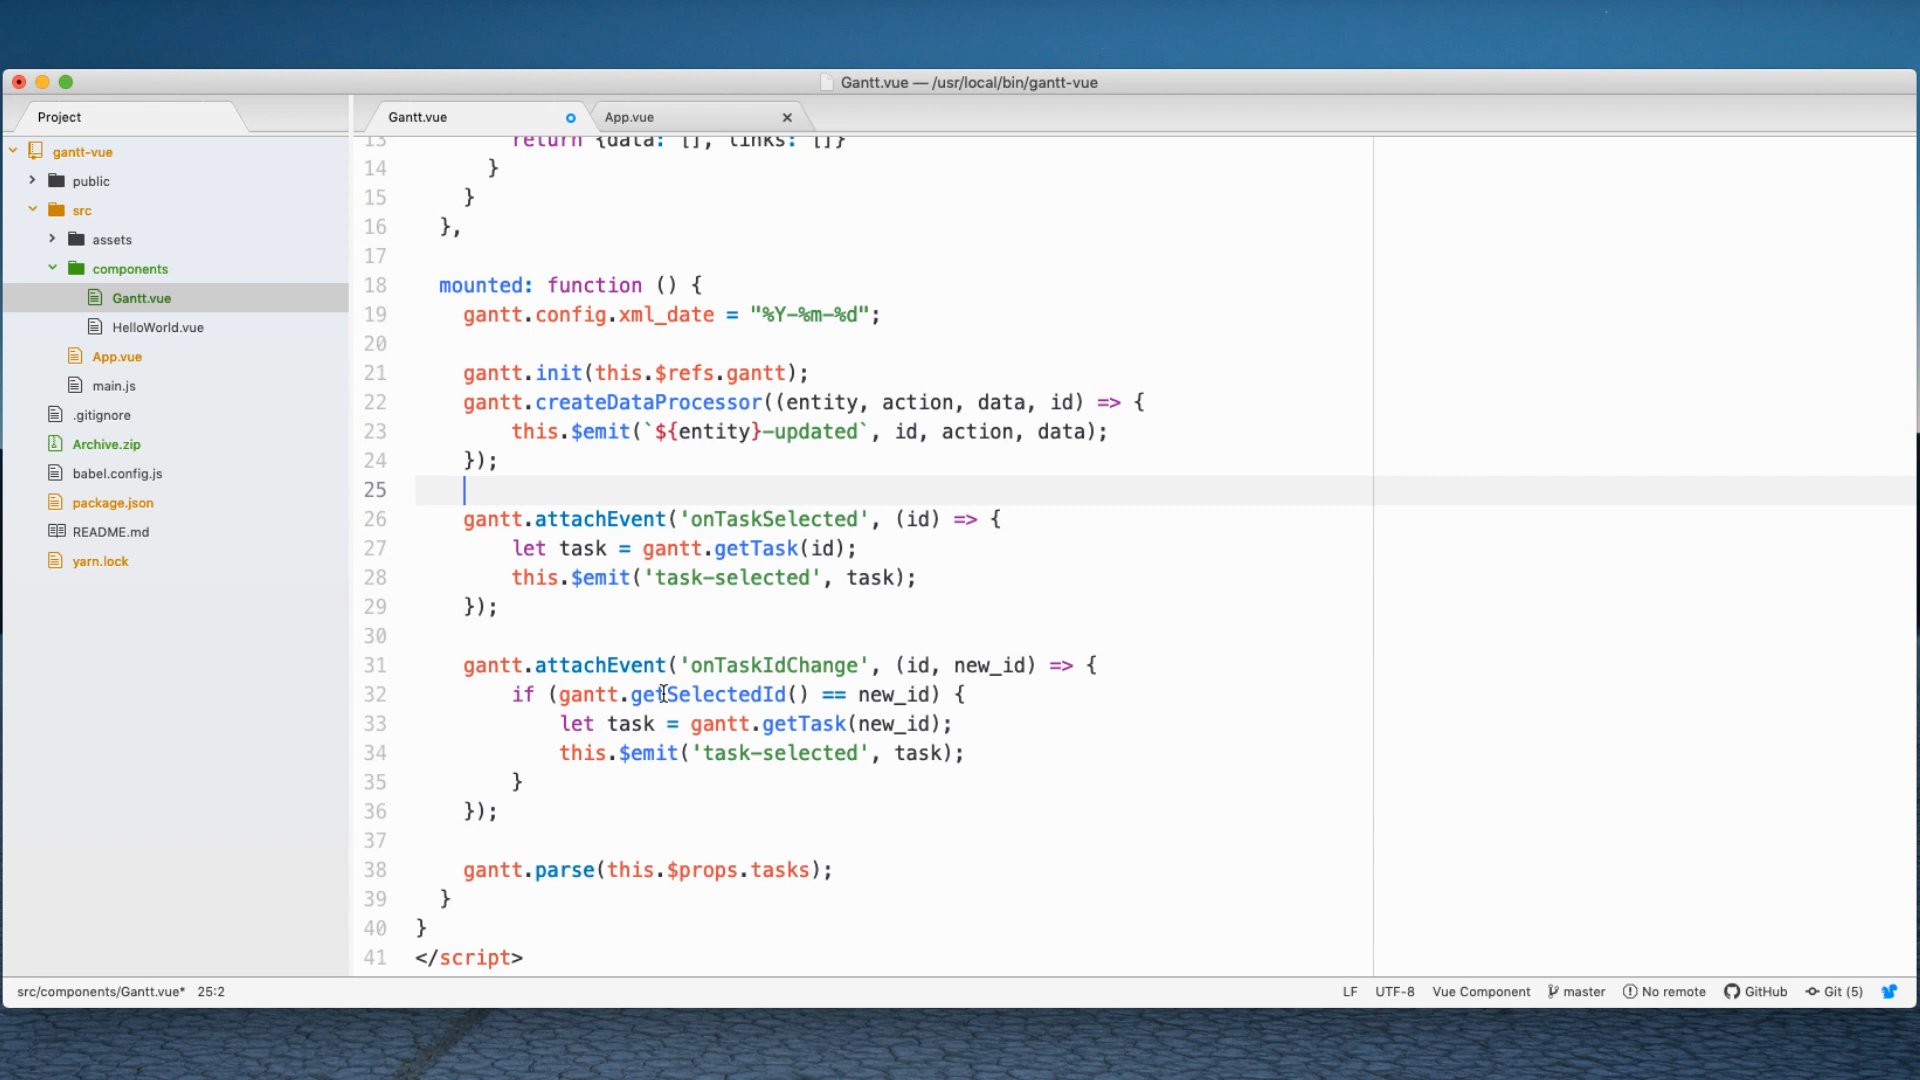 Gantt.vue — /usr/local/bin/gantt-vue
Project
Gantt.vue
App.vue
gantt-vue
public
src
assets
components
Gantt.vue
HelloWorld.vue
App.vue
main.js
.gitignore
Archive.zip
babel.config.js
package.json
README.md
yarn.lock
13 return {data: [], links: []}
14 }
15 }
16 },
17
18 mounted: function () {
19 gantt.config.xml_date = "%Y-%m-%d";
20
21 gantt.init(this.$refs.gantt);
22 gantt.createDataProcessor((entity, action, data, id) => {
23 this.$emit(`${entity}-updated`, id, action, data);
24 });
25
26 gantt.attachEvent('onTaskSelected', (id) => {
27 let task = gantt.getTask(id);
28 this.$emit('task-selected', task);
29 });
30
31 gantt.attachEvent('onTaskIdChange', (id, new_id) => {
32 if (gantt.getSelectedId() == new_id) {
33 let task = gantt.getTask(new_id);
34 this.$emit('task-selected', task);
35 }
36 });
37
38 gantt.parse(this.$props.tasks);
39 }
40 }
41 </script>
src/components/Gantt.vue* 25:2 LF UTF-8 Vue Component master No remote GitHub Git (5)